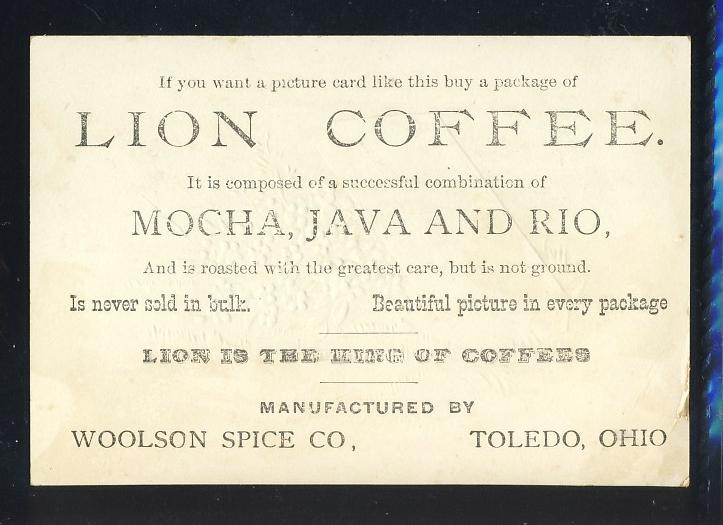 If you want a picture card like this buy a package of
LION COFFEE.
It is composed of a successful combination of
MOCHA, JAVA AND RIO,
And is roasted with the greatest care, but is not ground.
Is never sold in bulk. Beautiful picture in every package
LION IS THE KING OF COFFEES
MANUFACTURED BY
WOOLSON SPICE CO, TOLEDO, OHIO